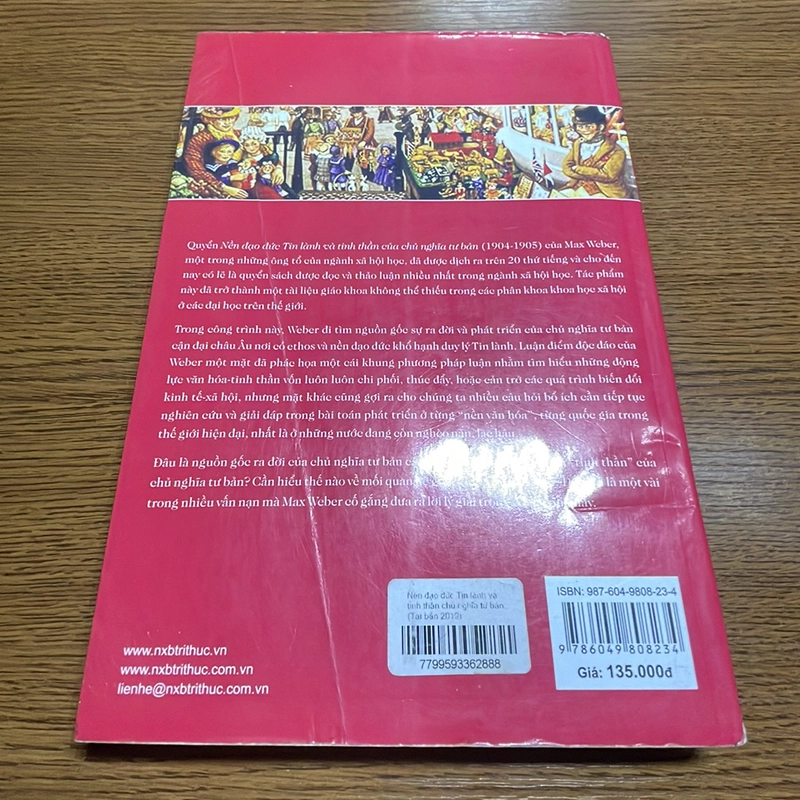 Quyển Nền đạo đức Tin lành và tinh thần của chủ nghĩa tư bản (1904-1905) của Max Weber,
một trong những ông tổ của ngành xã hội học, đã được dịch ra trên 20 thứ tiếng và cho đến
nay có lẽ là quyển sách được đọc và thảo luận nhiều nhất trong ngành xã hội học. Tác phẩm
này đã trở thành một tài liệu giáo khoa không thể thiếu trong các phân khoa khoa học xã hội
ở các đại học trên thế giới.
Trong công trình này, Weber đi tìm nguồn gốc sự ra đời và phát triển của chủ nghĩa tư bản
cận đại châu Âu nơi có ethos và nền đạo đức khổ hạnh duy lý Tin lành. Luận điểm độc đáo của
Weber một mặt đã phác họa một cái khung phương pháp luận nhằm tìm hiểu những động
lực văn hóa-tinh thần vốn luôn luôn chi phối, thúc đẩy, hoặc cản trở các quá trình biến đổi
kinh tế-xã hội, nhưng mặt khác cũng gợi ra cho chúng ta nhiều câu hỏi bổ ích cần tiếp tục
nghiên cứu và giải đáp trong bài toán phát triển ở từng “nền văn hóa”, từng quốc gia trong
thế giới hiện đại, nhất là ở những nước đang còn nghèo nàn, lạc hậu.
Đâu là nguồn gốc ra đời của chủ nghĩa tư bản “tinh thần” của
chủ nghĩa tư bản? Cần hiểu thế nào về mối quan là một vài
trong nhiều vấn nạn mà Max Weber cố gắng đưa ra lời lý giải này.
www.nxbtrithuc.vn
www.nxbtrithuc.com.vn
lienhe@nxbtrithuc.com.vn
Nền đạo đức Tin lành và
tinh thần chủ nghĩa tư bản
(Tái bản 2019)
7799593362888
ISBN: 987-604-9808-23-4
9 786049 808234
Giá: 135.000đ